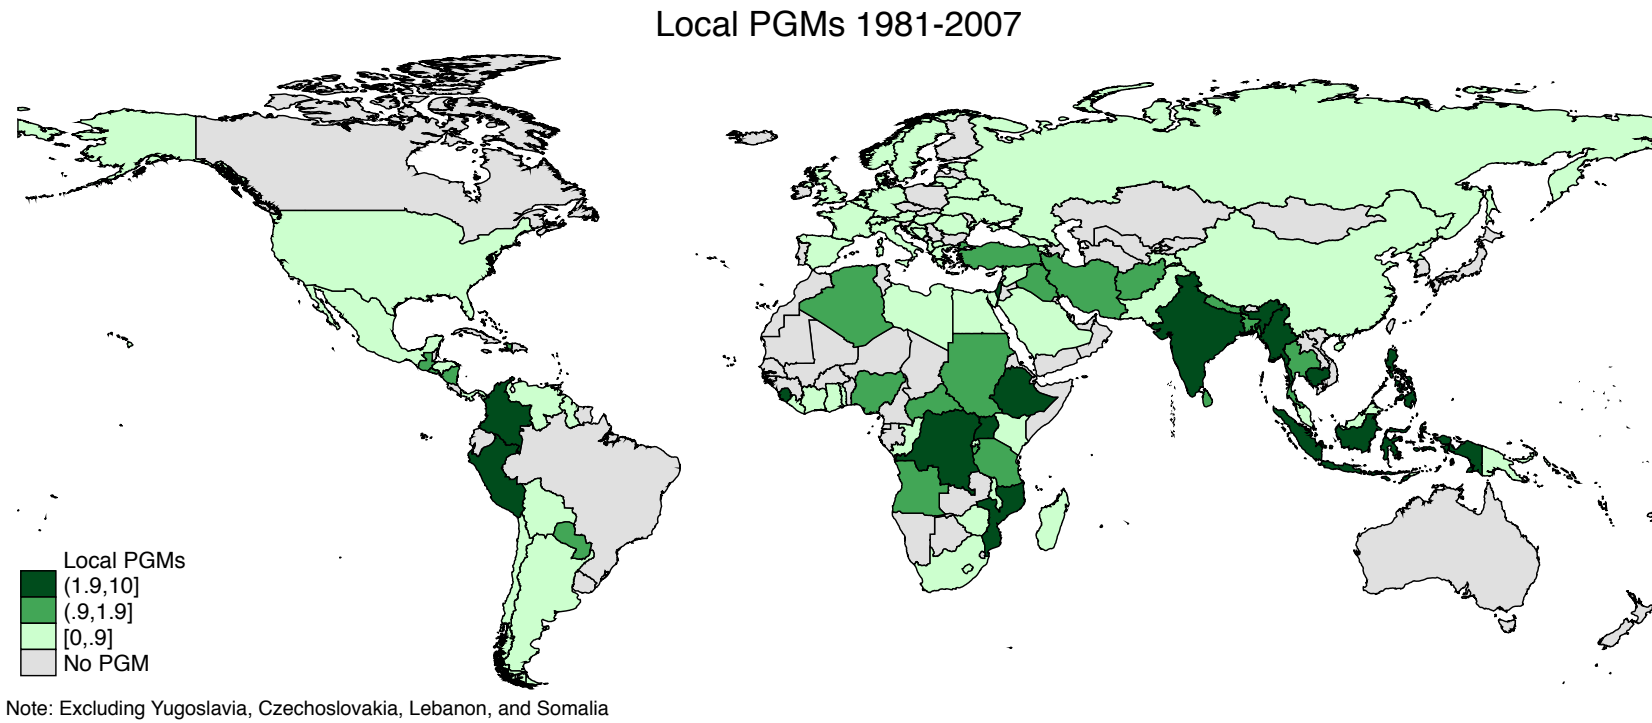 Local PGMs 1981-2007
Local PGMs
(1.9,10]
(.9,1.9]
[0,.9]
No PGM
Note: Excluding Yugoslavia, Czechoslovakia, Lebanon, and Somalia